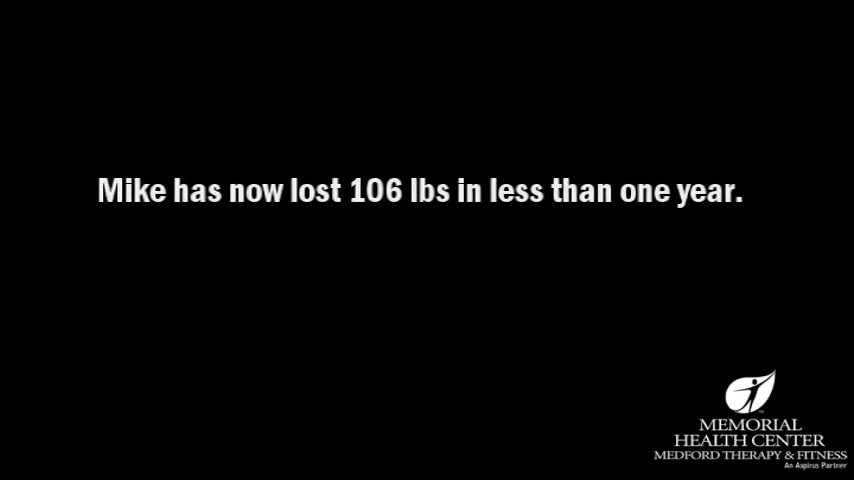 Mike has now lost 106 lbs in less than one year.
MEMORIAL
HEALTH CENTER
MEDFORD THERAPY & FITNESS
An Aspirus Partner